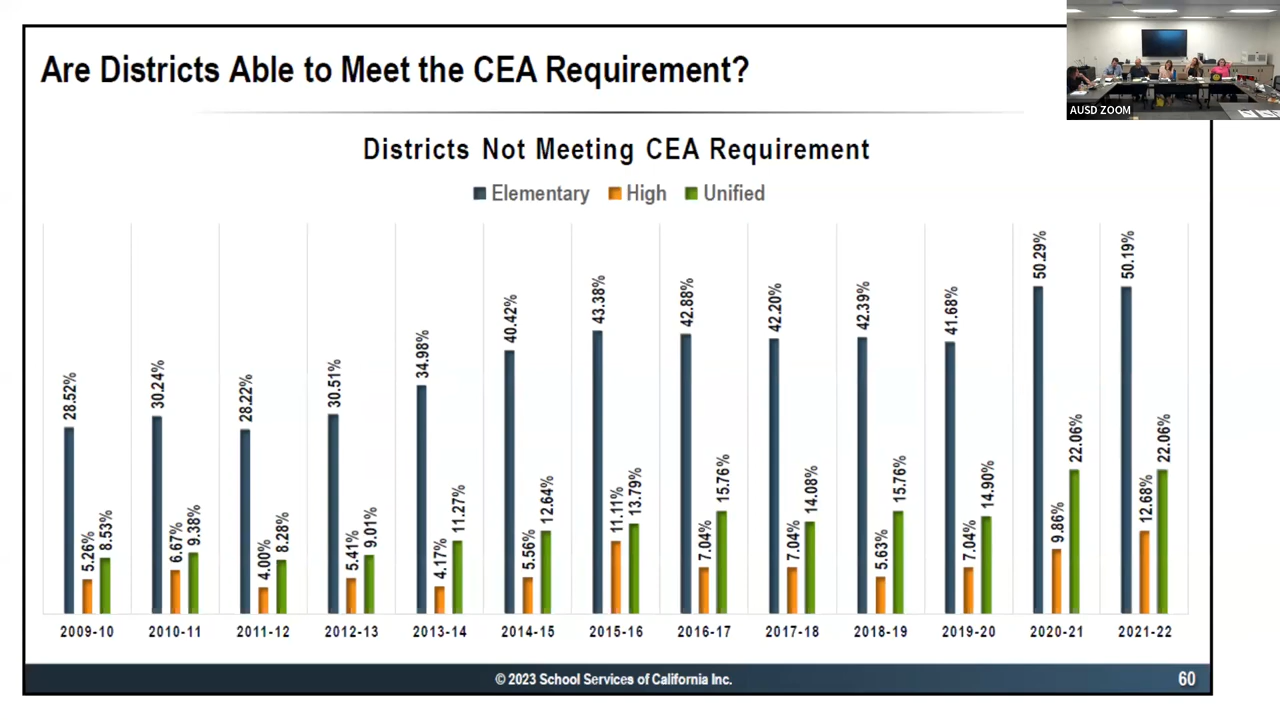 Are Districts Able to Meet the CEA Requirement?
AUSD ZOOM
Districts Not Meeting CEA Requirement
Elementary High Unified
28.52% 5.26% 8.53%
30.24% 6.67% 9.38%
28.22% 4.00% 8.28%
30.51% 5.41% 9.01%
34.98% 4.17% 11.27%
40.42% 5.56% 12.64%
43.38% 11.11% 13.79%
42.88% 7.04% 15.76%
42.20% 7.04% 14.08%
42.39% 5.63% 15.76%
41.68% 7.04% 14.90%
50.29% 9.86% 22.06%
50.19% 12.68% 22.06%
2009-10 2010-11 2011-12 2012-13 2013-14 2014-15 2015-16 2016-17 2017-18 2018-19 2019-20 2020-21 2021-22
© 2023 School Services of California Inc.
60